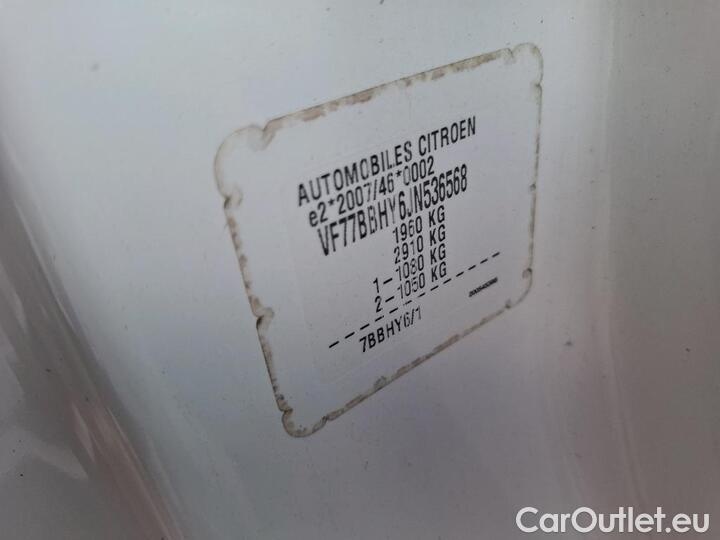 AUTOMOBILES CITROEN
e2*2007/46*0002
VF77BBHY6JN536568
1960 KG
2910 KG
1-1080 KG
2-1050 KG
7BBHY6/1
CarOutlet.eu